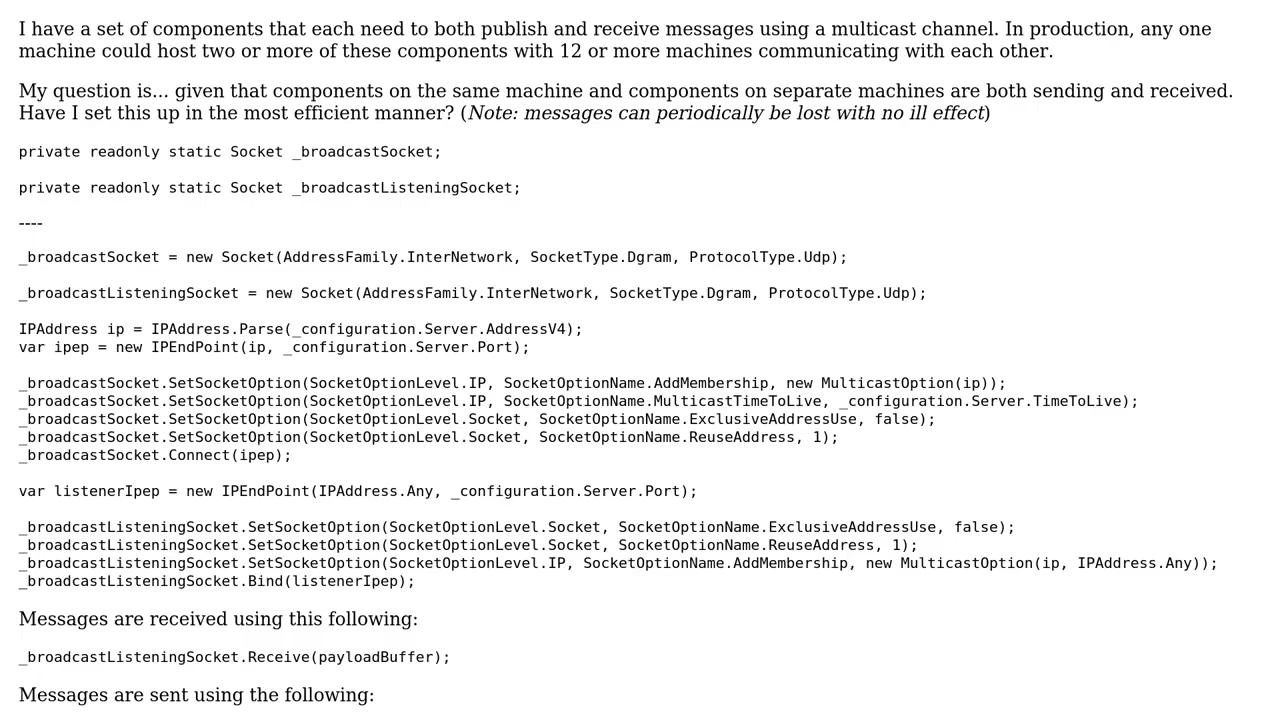 I have a set of components that each need to both publish and receive messages using a multicast channel. In production, any one
machine could host two or more of these components with 12 or more machines communicating with each other.
My question is... given that components on the same machine and components on separate machines are both sending and received.
Have I set this up in the most efficient manner? (Note: messages can periodically be lost with no ill effect)
private readonly static Socket _broadcastSocket;
private readonly static Socket _broadcastListeningSocket;
----
_broadcastSocket = new Socket(AddressFamily.InterNetwork, SocketType.Dgram, ProtocolType.Udp);
_broadcastListeningSocket = new Socket(AddressFamily.InterNetwork, SocketType.Dgram, ProtocolType.Udp);
IPAddress ip = IPAddress.Parse(_configuration.Server.AddressV4);
var ipep = new IPEndPoint(ip, _configuration.Server.Port);
_broadcastSocket.SetSocketOption(SocketOptionLevel.IP, SocketOptionName.AddMembership, new MulticastOption(ip));
_broadcastSocket.SetSocketOption(SocketOptionLevel.IP, SocketOptionName.MulticastTimeToLive, _configuration.Server.TimeToLive);
_broadcastSocket.SetSocketOption(SocketOptionLevel.Socket, SocketOptionName.ExclusiveAddressUse, false);
_broadcastSocket.SetSocketOption(SocketOptionLevel.Socket, SocketOptionName.ReuseAddress, 1);
_broadcastSocket.Connect(ipep);
var listenerIpep = new IPEndPoint(IPAddress.Any, _configuration.Server.Port);
_broadcastListeningSocket.SetSocketOption(SocketOptionLevel.Socket, SocketOptionName.ExclusiveAddressUse, false);
_broadcastListeningSocket.SetSocketOption(SocketOptionLevel.Socket, SocketOptionName.ReuseAddress, 1);
_broadcastListeningSocket.SetSocketOption(SocketOptionLevel.IP, SocketOptionName.AddMembership, new MulticastOption(ip, IPAddress.Any));
_broadcastListeningSocket.Bind(listenerIpep);
Messages are received using this following:
_broadcastListeningSocket.Receive(payloadBuffer);
Messages are sent using the following: